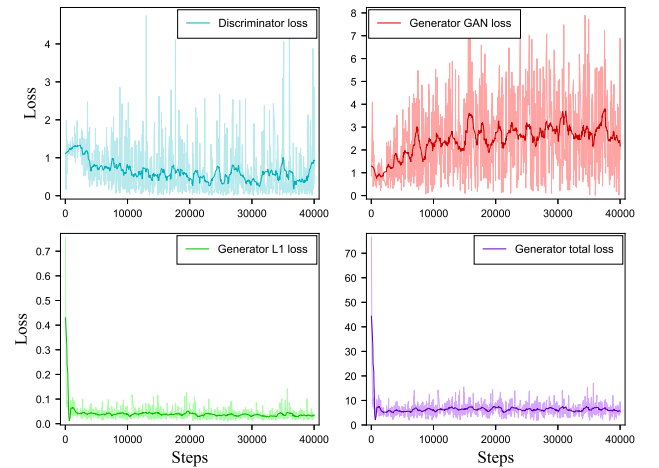 Discriminator loss
Generator GAN loss
Loss
4
3
2
1
0
8
7
6
5
4
3
2
1
0
0 10000 20000 30000 40000
0 10000 20000 30000 40000
Generator L1 loss
Generator total loss
Loss
0.7
0.6
0.5
0.4
0.3
0.2
0.1
0.0
70
60
50
40
30
20
10
0
0 10000 20000 30000 40000
0 10000 20000 30000 40000
Steps
Steps